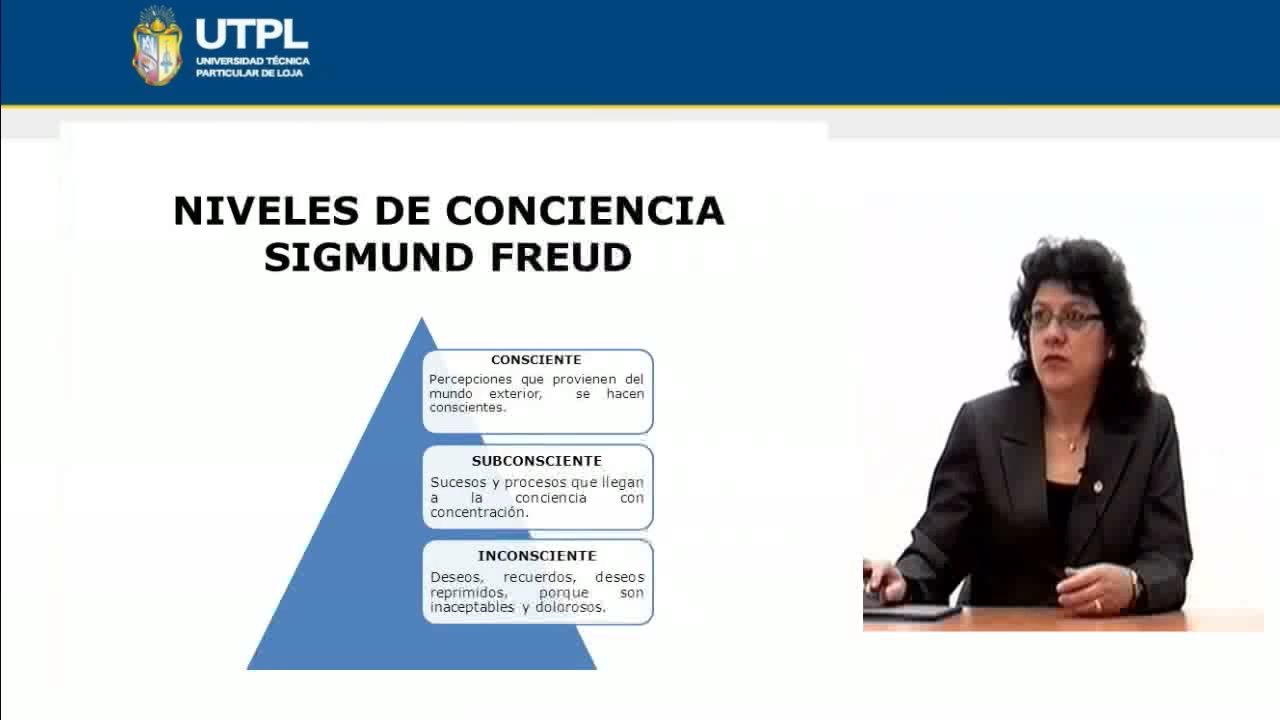 UTPL
UNIVERSIDAD TÉCNICA
PARTICULAR DE LOJA
NIVELES DE CONCIENCIA
SIGMUND FREUD
CONSCIENTE
Percepciones que provienen del
mundo exterior, se hacen
conscientes.
SUBCONSCIENTE
Sucesos y procesos que llegan
a la conciencia con
concentración.
INCONSCIENTE
Deseos, recuerdos, deseos
reprimidos, porque son
inaceptables y dolorosos.